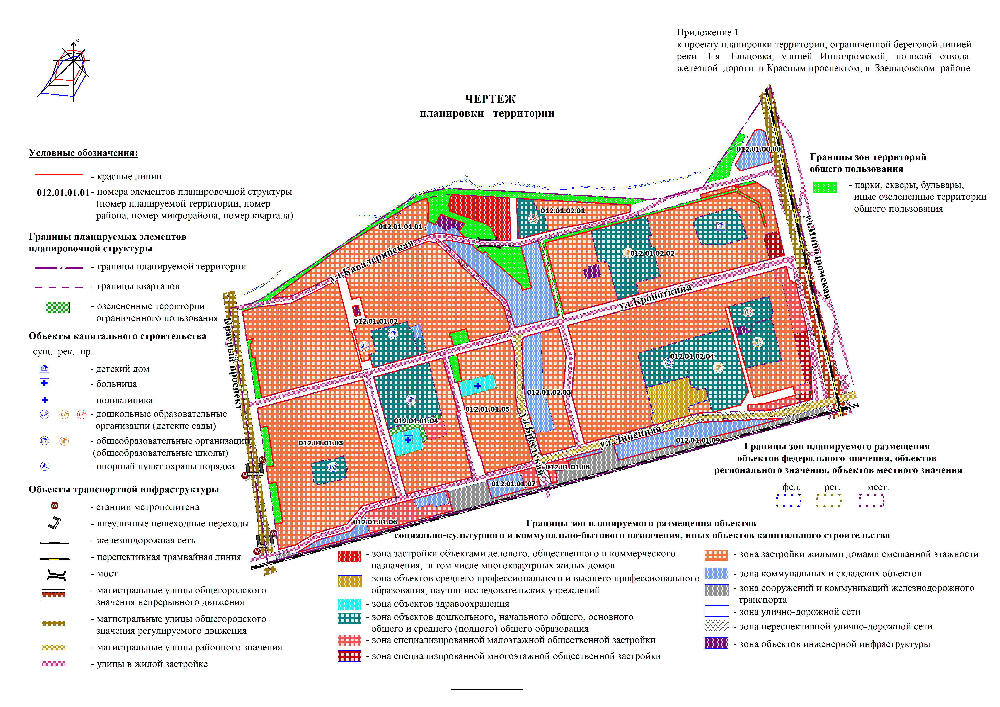 с
Приложение 1
к проекту планировки территории, ограниченной береговой линией
реки 1-я Ельцовка, улицей Ипподромской, полосой отвода
железной дороги и Красным проспектом, в Заельцовском районе
ЧЕРТЕЖ
планировки территории
Условные обозначения:
- красные линии
012.01.01.01 - номера элементов планировочной структуры
(номер планируемой территории, номер
района, номер микрорайона, номер квартала)
Границы планируемых элементов
планировочной структуры
- границы планируемой территории
- границы кварталов
- озелененные территории
ограниченного пользования
Объекты капитального строительства
сущ. рек. пр.
- детский дом
- больница
- поликлиника
- дошкольные образовательные
организации (детские сады)
- общеобразовательные организации
(общеобразовательные школы)
- опорный пункт охраны порядка
Объекты транспортной инфраструктуры
- станции метрополитена
- внеуличные пешеходные переходы
- железнодорожная сеть
- перспективная трамвайная линия
- мост
- магистральные улицы общегородского
значения непрерывного движения
- магистральные улицы общегородского
значения регулируемого движения
- магистральные улицы районного значения
- улицы в жилой застройке
012.01.00.00
012.01.02.01
012.01.01.01
012.01.02.02
012.01.01.02
012.01.02.04
012.01.02.03
012.01.01.05
012.01.01.04
012.01.01.03
012.01.01.09
012.01.01.08
012.01.01.07
012.01.01.06
ул.Кавалерийская
ул.Кропоткина
ул.Ипподромская
Красный проспект
ул.Брестская
ул.Линейная
М
М
М
М
М
Границы зон территорий
общего пользования
- парки, скверы, бульвары,
иные озелененные территории
общего пользования
Границы зон планируемого размещения
объектов федерального значения, объектов
регионального значения, объектов местного значения
фед. рег. мест.
Границы зон планируемого размещения объектов
социально-культурного и коммунально-бытового назначения, иных объектов капитального строительства
- зона застройки объектами делового, общественного и коммерческого
назначения, в том числе многоквартрных жилых домов
- зона объектов среднего профессионального и высшего профессионального
образования, научно-исследовательских учреждений
- зона объектов здравоохранения
- зона объектов дошкольного, начального общего, основного
общего и среднего (полного) общего образования
- зона специализированной малоэтажной общественной застройки
- зона специализированной многоэтажной общественной застройки
- зона застройки жилыми домами смешанной этажности
- зона коммунальных и складских объектов
- зона сооружений и коммуникаций железнодорожного
транспорта
- зона улично-дорожной сети
- зона переспективной улично-дорожной сети
- зона объектов инженерной инфраструктуры